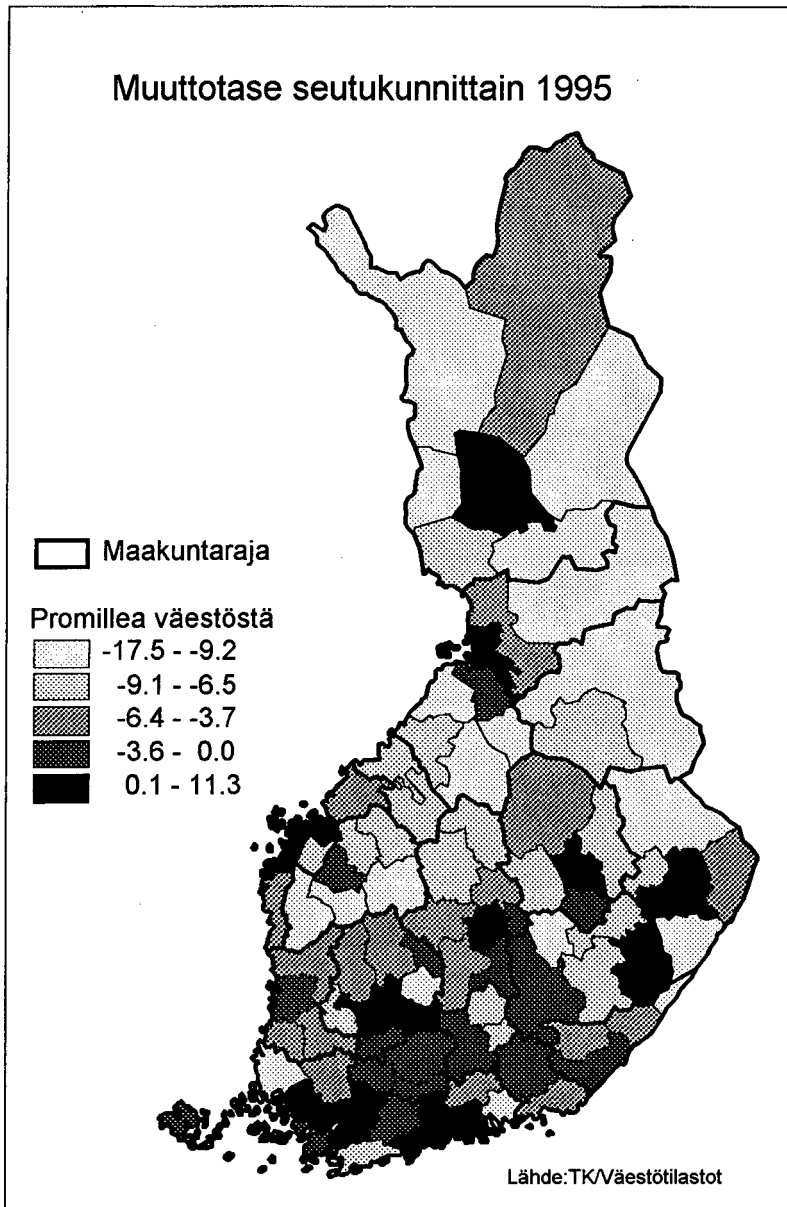 Muuttotase seutukunnittain 1995
Maakuntaraja
Promillea väestöstä
-17.5 - -9.2
-9.1 - -6.5
-6.4 - -3.7
-3.6 - 0.0
0.1 - 11.3
Lähde:TK/Väestötilastot